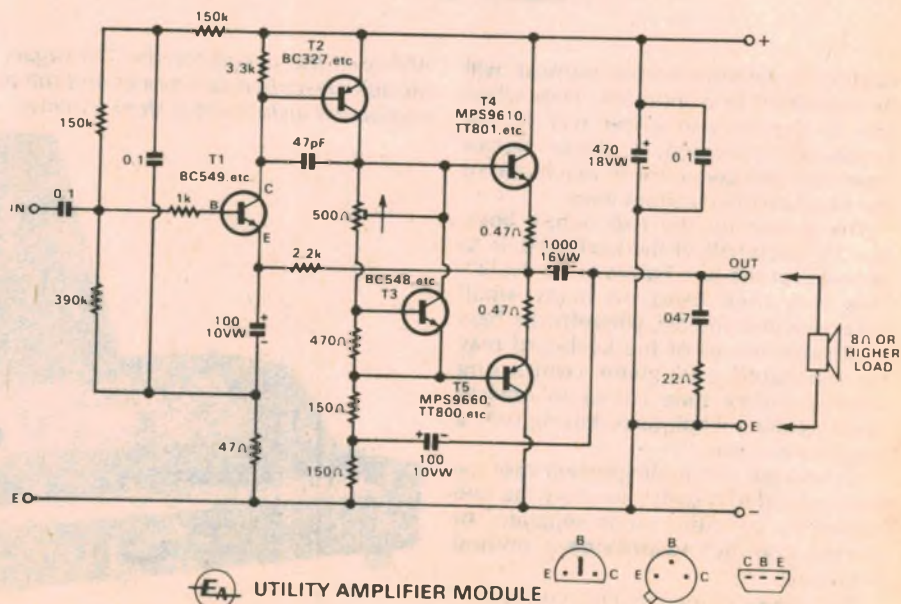 150k
+
T2
BC327.etc
3.3k
T4
MPS9610,
TT801.etc
150k
0.1
47pF
470
18VW
+
-
0.1
T1
BC549.etc
C
0.1
IN
1k
B
500Ω
E
0.47Ω
1000
16VW
+
2.2k
BC548.etc
T3
OUT
390k
100
10VW
+
-
0.47Ω
.047
8Ω OR
HIGHER
LOAD
470Ω
T5
MPS9660,
TT800.etc
22Ω
150Ω
+ -
100
10VW
E
47Ω
150Ω
E
-
EA UTILITY AMPLIFIER MODULE
B
E C
B
E C
C B E